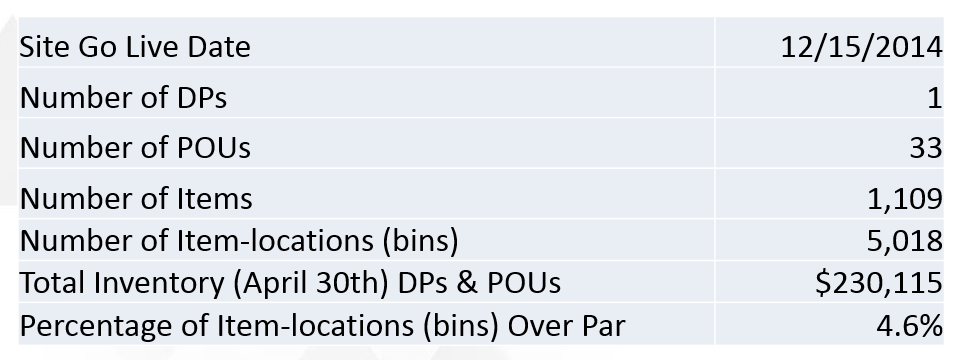 Site Go Live Date 12/15/2014
Number of DPs 1
Number of POUs 33
Number of Items 1,109
Number of Item-locations (bins) 5,018
Total Inventory (April 30th) DPs & POUs $230,115
Percentage of Item-locations (bins) Over Par 4.6%